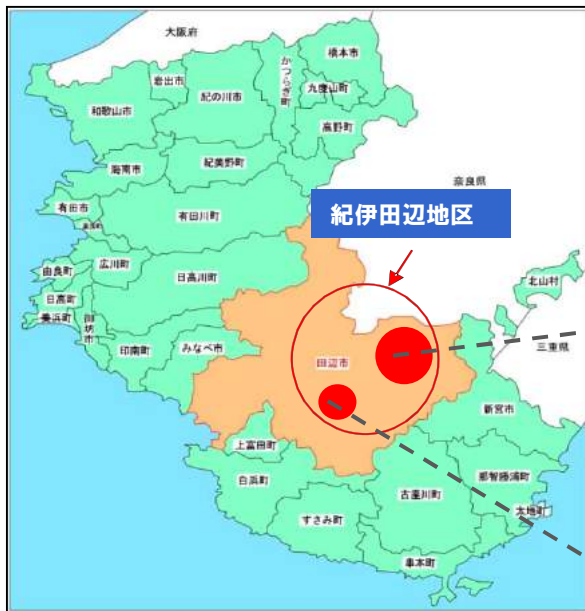 大阪府
橋本市
かつらぎ町
岩出市
紀の川市
九度山町
和歌山市
高野町
紀美野町
海南市
奈良県
有田市
有田川町
紀伊田辺地区
広川町
由良町
日高川町
北山村
日高町
美浜町
御坊市
印南町
みなべ市
田辺市
三重県
新宮市
上富田町
白浜町
古座川町
那智勝浦町
太地町
すさみ町
串本町